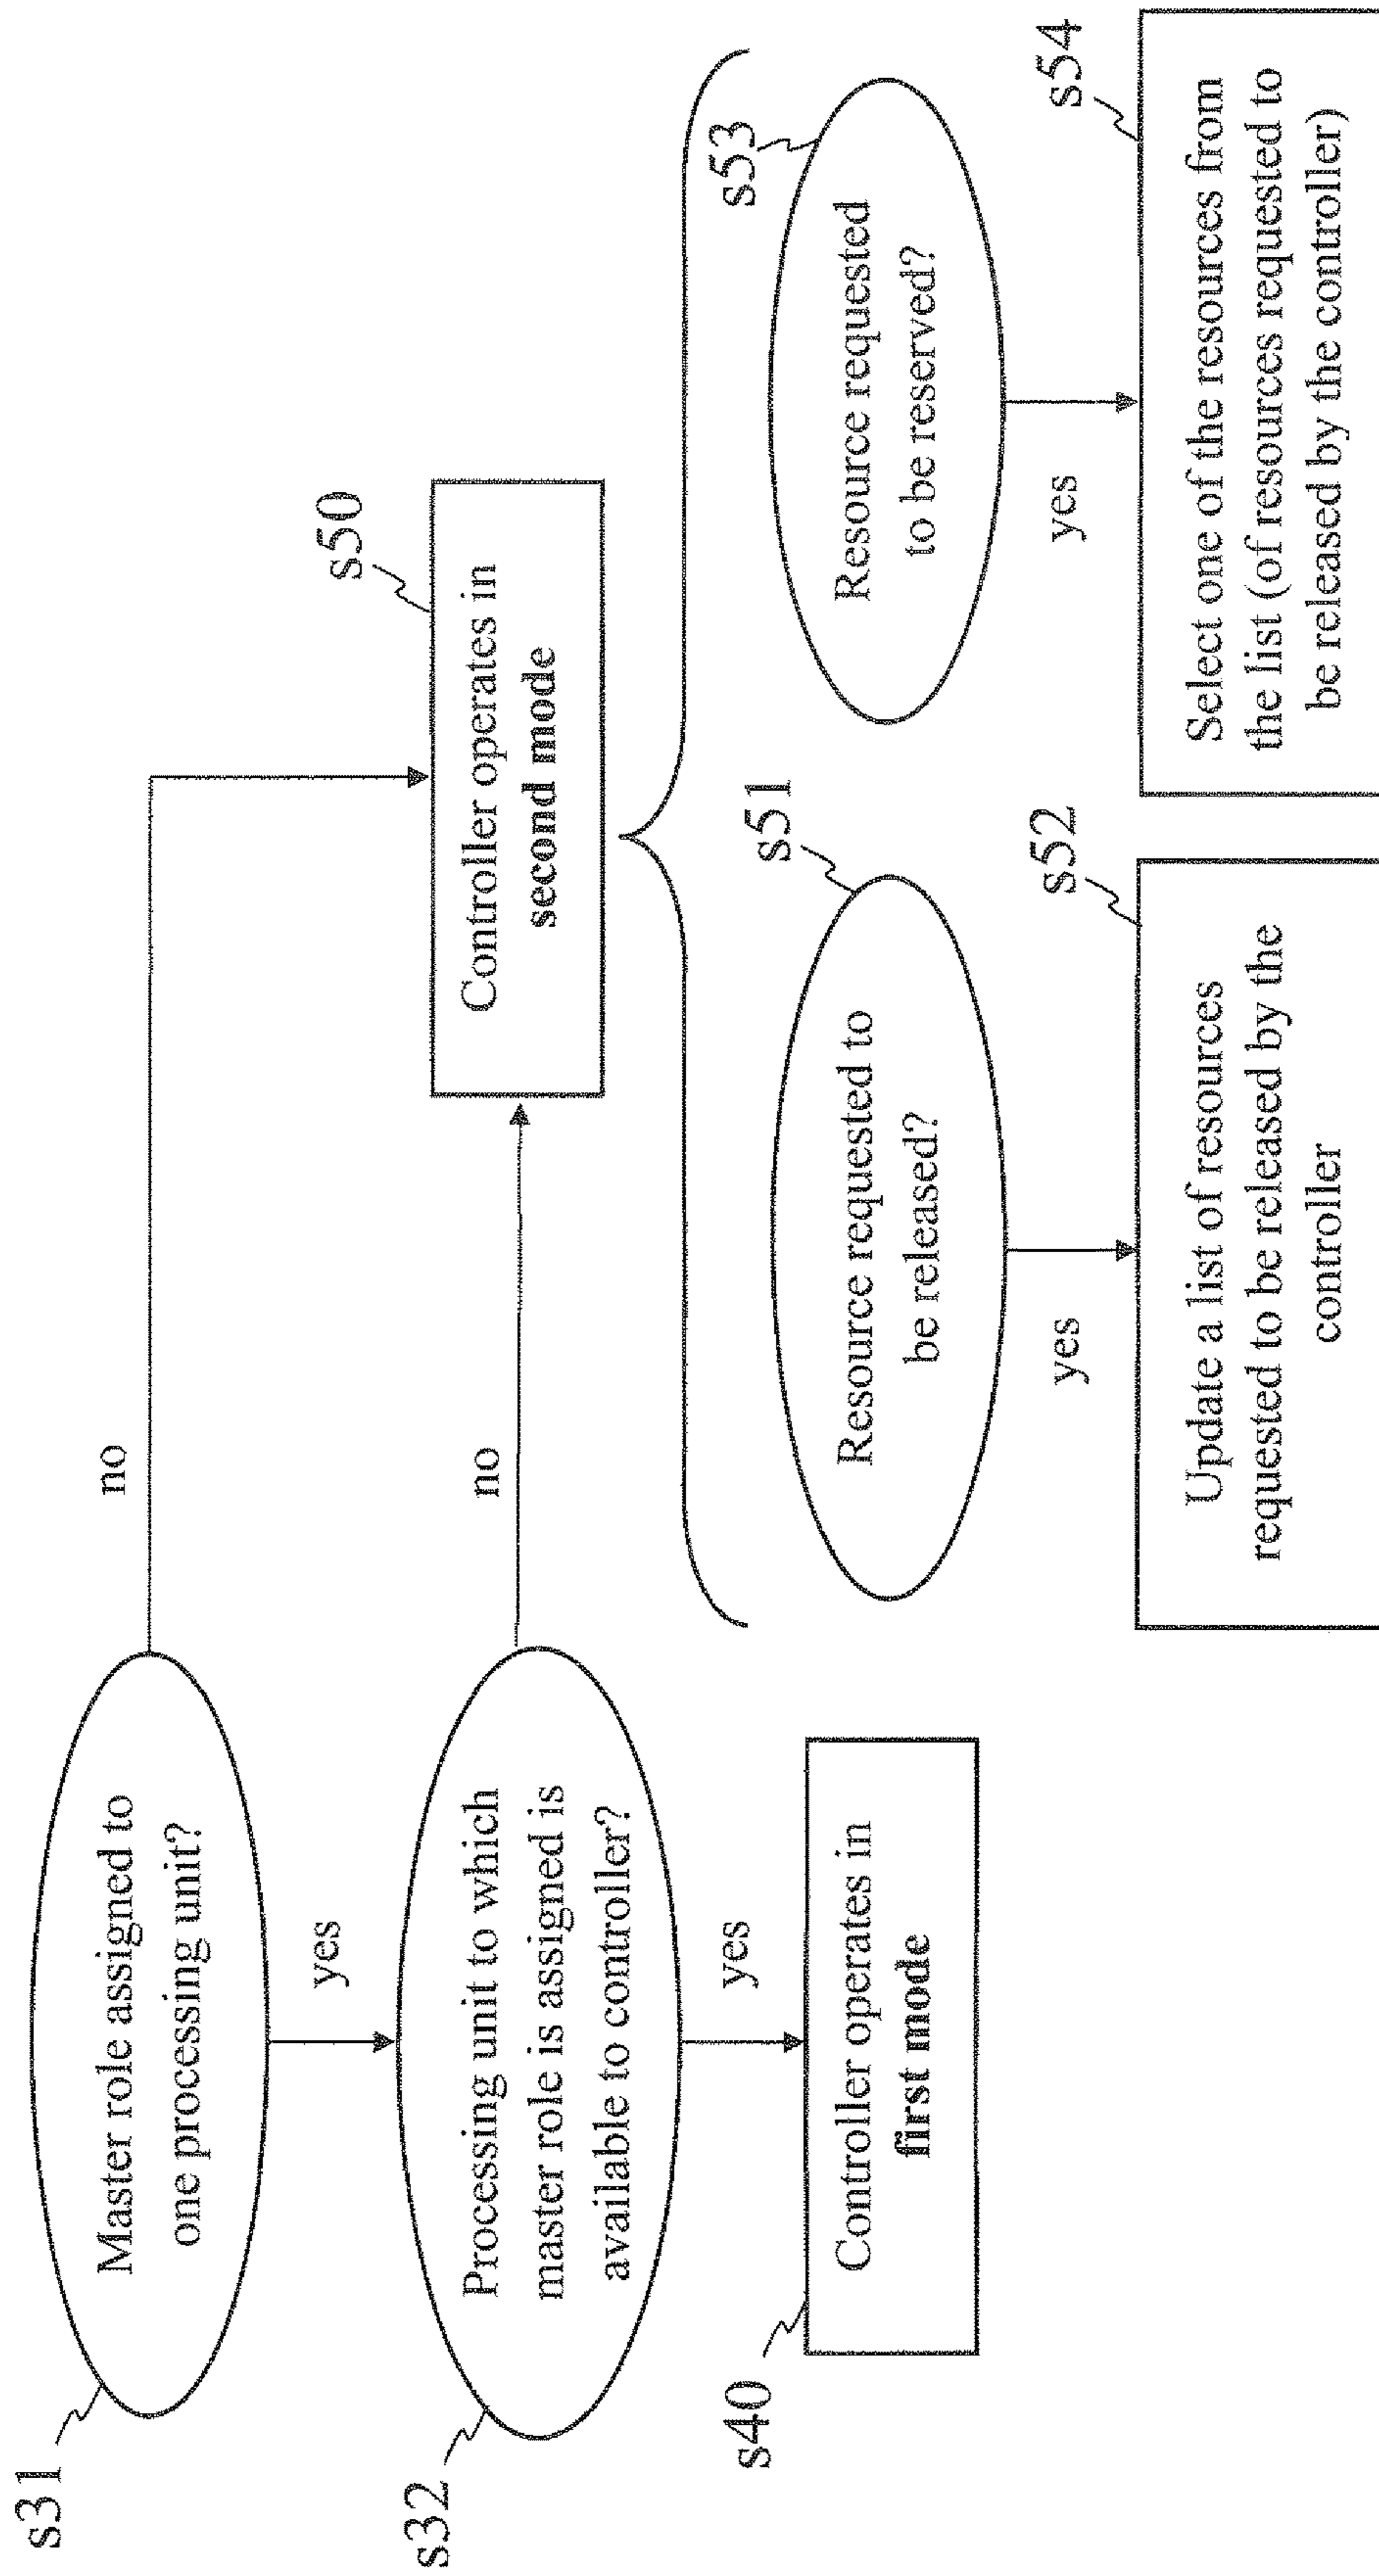 s31
Master role assigned to
one processing unit?
no
yes
s32
Processing unit to which
master role is assigned is
available to controller?
no
yes
s40
Controller operates in
first mode
s50
Controller operates in
second mode
s51
Resource requested to
be released?
yes
s52
Update a list of resources
requested to be released by the
controller
s53
Resource requested
to be reserved?
yes
s54
Select one of the resources from
the list (of resources requested to
be released by the controller)